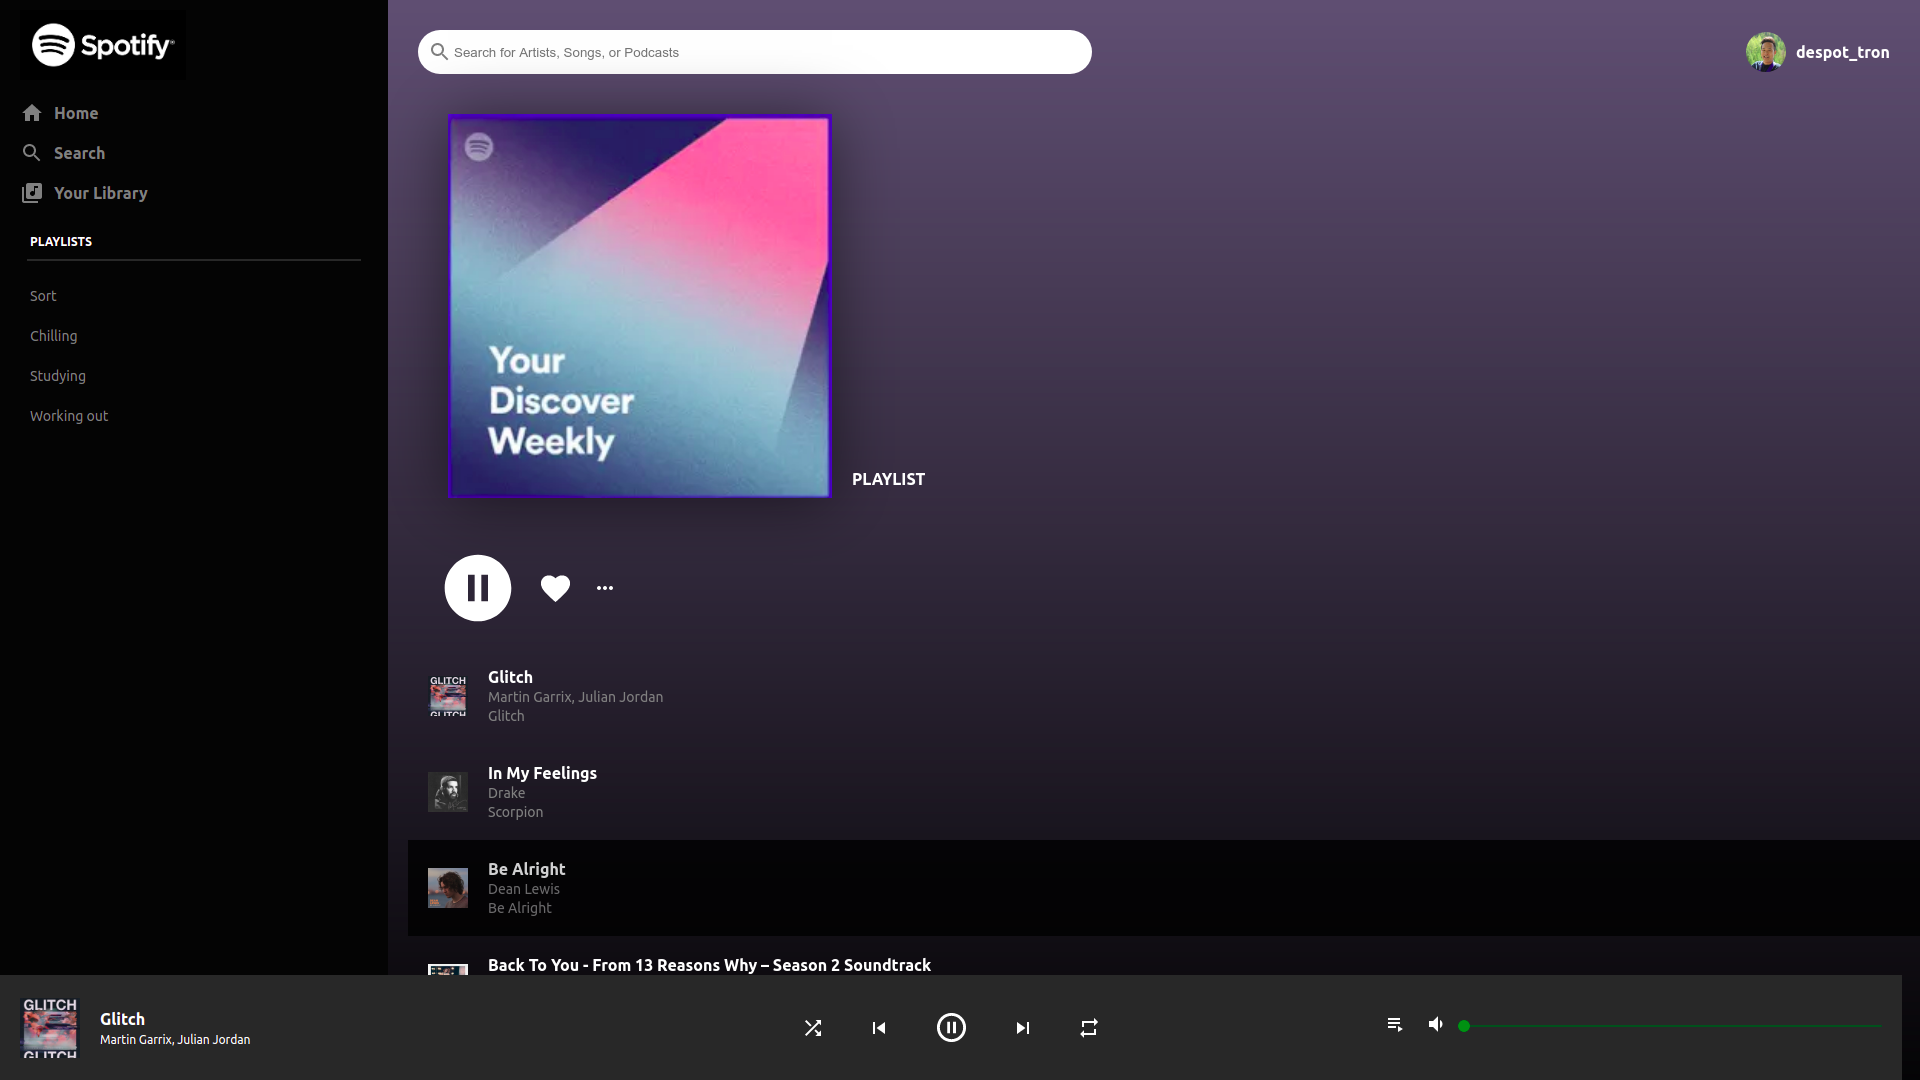 Spotify
Home
Search
Your Library
PLAYLISTS
Sort
Chilling
Studying
Working out
Search for Artists, Songs, or Podcasts
despot_tron
Your
Discover
Weekly
PLAYLIST
GLITCH
GLITCH
Glitch
Martin Garrix, Julian Jordan
Glitch
In My Feelings
Drake
Scorpion
Be Alright
Dean Lewis
Be Alright
Back To You - From 13 Reasons Why – Season 2 Soundtrack
GLITCH
GLITCH
Glitch
Martin Garrix, Julian Jordan